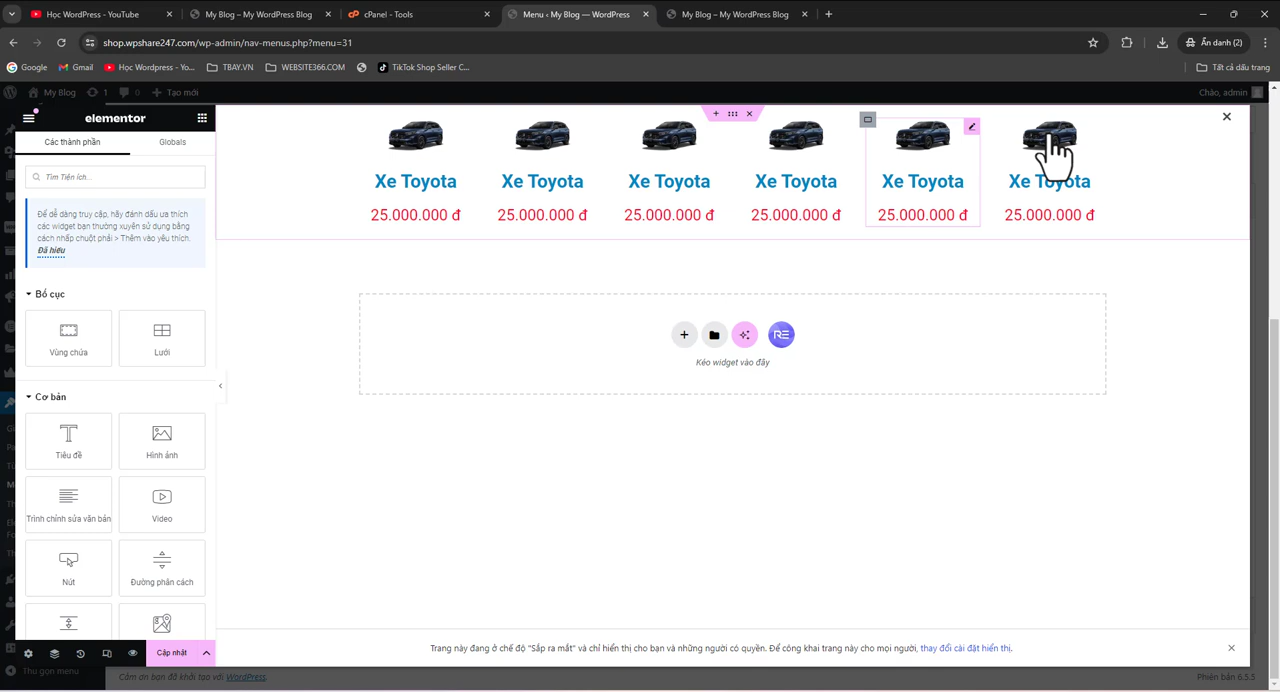 Học WordPress - YouTube
My Blog – My WordPress Blog
cPanel - Tools
Menu ‹ My Blog — WordPress
My Blog – My WordPress Blog
shop.wpshare247.com/wp-admin/nav-menus.php?menu=31
Ẩn danh (2)
Google
Gmail
Học Wordpress - Yo...
TBAY.VN
WEBSITE366.COM
TikTok Shop Seller C...
Tất cả dấu trang
My Blog
1
0
Tạo mới
Chào, admin
elementor
Các thành phần
Globals
Tìm Tiện ích...
Để dễ dàng truy cập, hãy đánh dấu ưa thích
các widget bạn thường xuyên sử dụng bằng
cách nhấp chuột phải > Thêm vào yêu thích.
Đã hiểu
Bố cục
Vùng chứa
Lưới
Cơ bản
Tiêu đề
Hình ảnh
Trình chỉnh sửa văn bản
Video
Nút
Đường phân cách
Cập nhật
Xe Toyota
Xe Toyota
Xe Toyota
Xe Toyota
Xe Toyota
Xe Toyota
25.000.000 đ
25.000.000 đ
25.000.000 đ
25.000.000 đ
25.000.000 đ
25.000.000 đ
RE
Kéo widget vào đây
Trang này đang ở chế độ "Sắp ra mắt" và chỉ hiển thị cho bạn và những người có quyền. Để công khai trang này cho mọi người, thay đổi cài đặt hiển thị.
Thu gọn menu
Cảm ơn bạn đã khởi tạo với WordPress.
Phiên bản 6.5.3